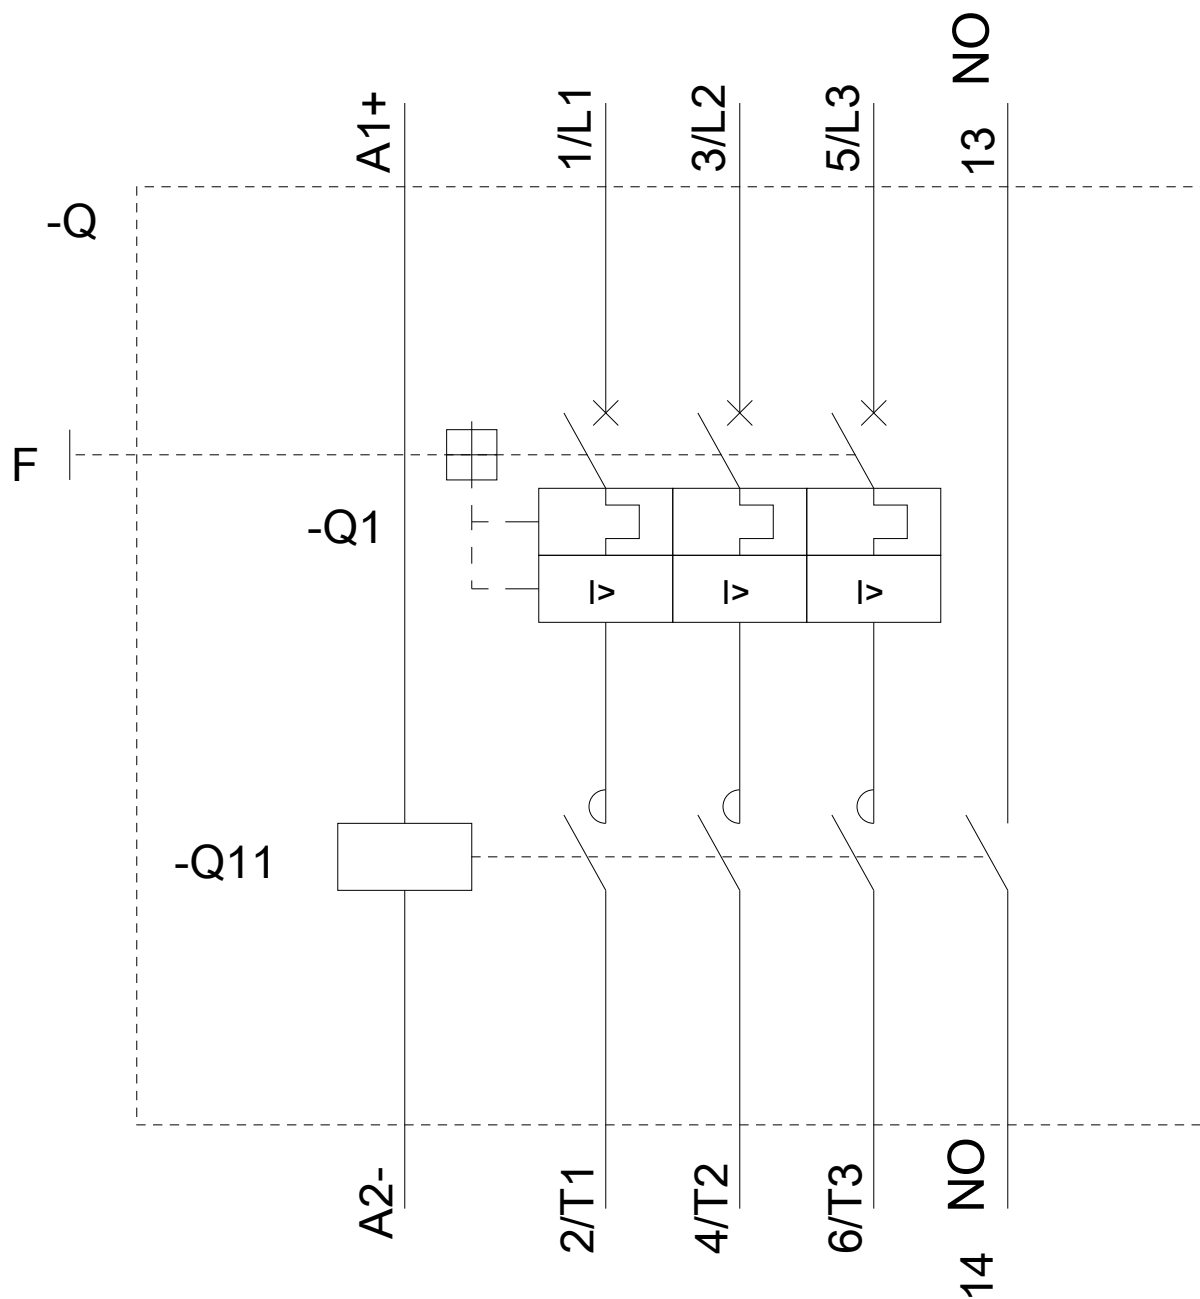 A1+
1/L1
3/L2
5/L3
13 NO
-Q
F
-Q1
I> I> I>
-Q11
A2-
2/T1
4/T2
6/T3
14 NO